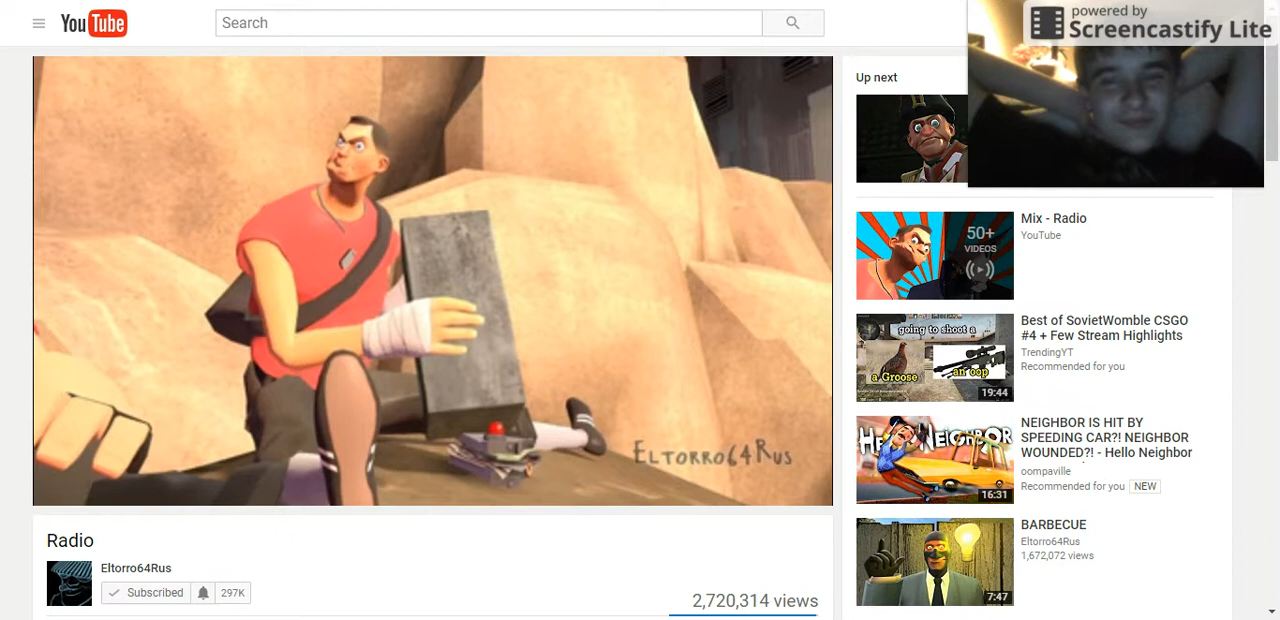 YouTube
Search
powered by
Screencastify Lite
Up next
Mix - Radio
YouTube
50+
VIDEOS
Best of SovietWomble CSGO
#4 + Few Stream Highlights
TrendingYT
Recommended for you
going to shoot a
a Groose
an oop
19:44
NEIGHBOR IS HIT BY
SPEEDING CAR?! NEIGHBOR
WOUNDED?! - Hello Neighbor
oompaville
Recommended for you NEW
16:31
BARBECUE
Eltorro64Rus
1,672,072 views
7:47
ELTORRO64RUS
Radio
Eltorro64Rus
Subscribed 297K
2,720,314 views